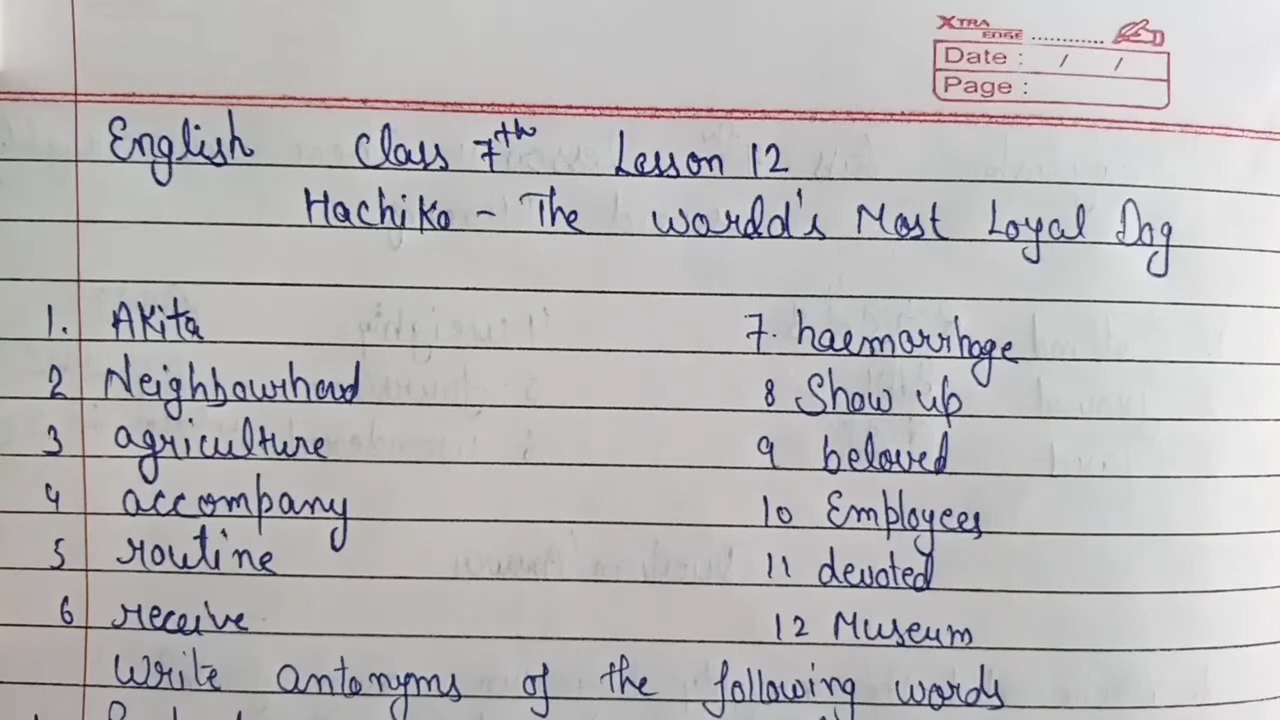 XTRA EDGE ............
Date : / /
Page :
English Class 7th Lesson 12
Hachiko - The Warld's Most Loyal Dog
1. Akita
2 Neighbourhood
3 agriculture
4 accompany
5 routine
6 receive
7. haemorrhage
8 Show up
9 beloved
10 Employees
11 devoted
12 Museum
Write antonyms of the following words